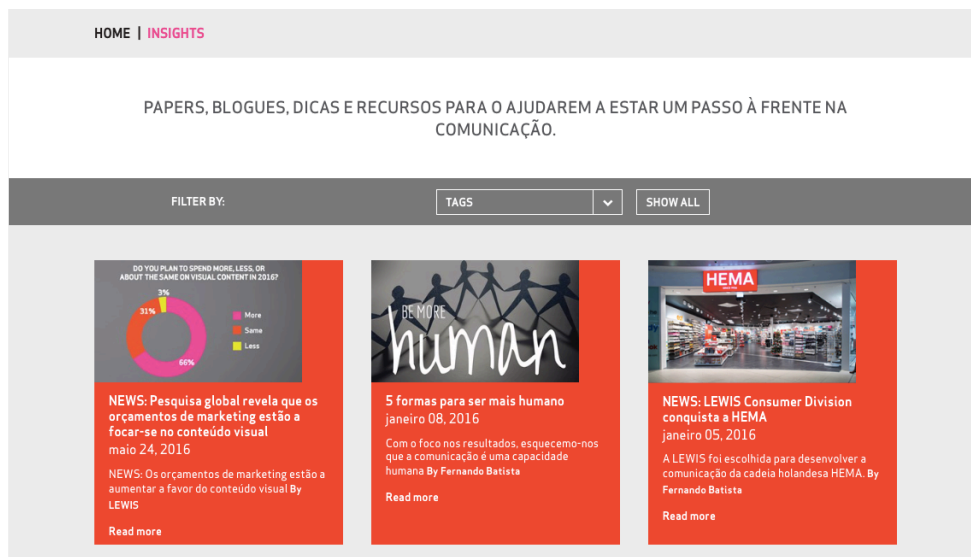 HOME | INSIGHTS
PAPERS, BLOGUES, DICAS E RECURSOS PARA O AJUDAREM A ESTAR UM PASSO À FRENTE NA
COMUNICAÇÃO.
FILTER BY:
TAGS
SHOW ALL
DO YOU PLAN TO SPEND MORE, LESS, OR
ABOUT THE SAME ON VISUAL CONTENT IN 2016?
3%
31%
66%
More
Same
Less
NEWS: Pesquisa global revela que os
orçamentos de marketing estão a
focar-se no conteúdo visual
maio 24, 2016
NEWS: Os orçamentos de marketing estão a
aumentar a favor do conteúdo visual By
LEWIS
Read more
BE MORE
human
5 formas para ser mais humano
janeiro 08, 2016
Com o foco nos resultados, esquecemo-nos
que a comunicação é uma capacidade
humana By Fernando Batista
Read more
HEMA
NEWS: LEWIS Consumer Division
conquista a HEMA
janeiro 05, 2016
A LEWIS foi escolhida para desenvolver a
comunicação da cadeia holandesa HEMA. By
Fernando Batista
Read more